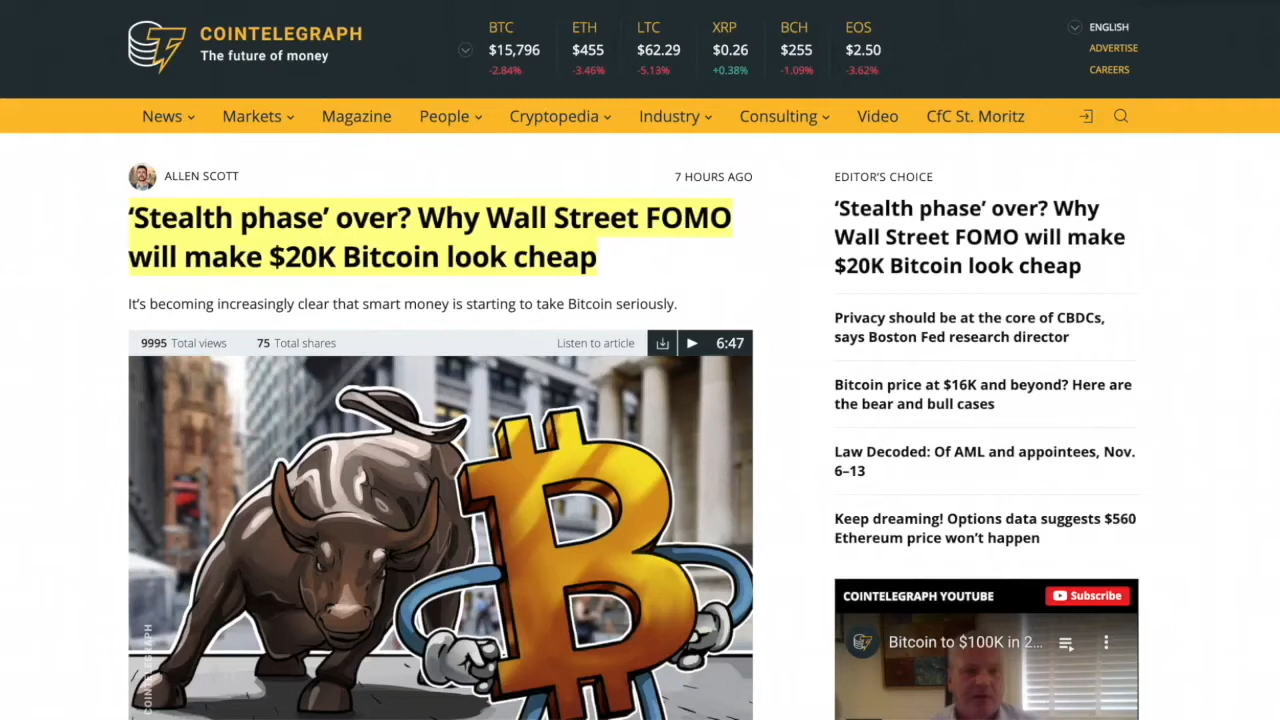 COINTELEGRAPH
The future of money
BTC
$15,796
-2.84%
ETH
$455
-3.46%
LTC
$62.29
-5.13%
XRP
$0.26
+0.38%
BCH
$255
-1.09%
EOS
$2.50
-3.62%
ENGLISH
ADVERTISE
CAREERS
News Markets Magazine People Cryptopedia Industry Consulting Video CfC St. Moritz
ALLEN SCOTT 7 HOURS AGO
‘Stealth phase’ over? Why Wall Street FOMO
will make $20K Bitcoin look cheap
It’s becoming increasingly clear that smart money is starting to take Bitcoin seriously.
9995 Total views 75 Total shares Listen to article 6:47
COINTELEGRAPH
EDITOR’S CHOICE
‘Stealth phase’ over? Why
Wall Street FOMO will make
$20K Bitcoin look cheap
Privacy should be at the core of CBDCs,
says Boston Fed research director
Bitcoin price at $16K and beyond? Here are
the bear and bull cases
Law Decoded: Of AML and appointees, Nov.
6–13
Keep dreaming! Options data suggests $560
Ethereum price won’t happen
COINTELEGRAPH YOUTUBE Subscribe
Bitcoin to $100K in 2...